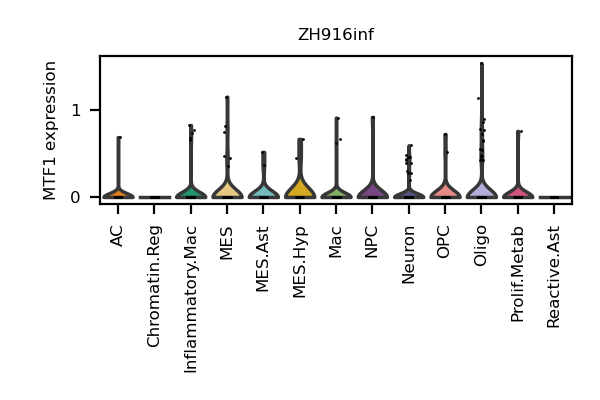 ZH916inf
MTF1 expression
1
0
AC
Chromatin.Reg
Inflammatory.Mac
MES
MES.Ast
MES.Hyp
Mac
NPC
Neuron
OPC
Oligo
Prolif.Metab
Reactive.Ast